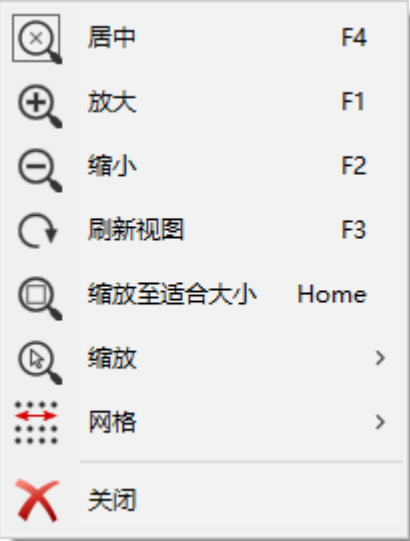 居中 F4
放大 F1
缩小 F2
刷新视图 F3
缩放至适合大小 Home
缩放
网格
关闭